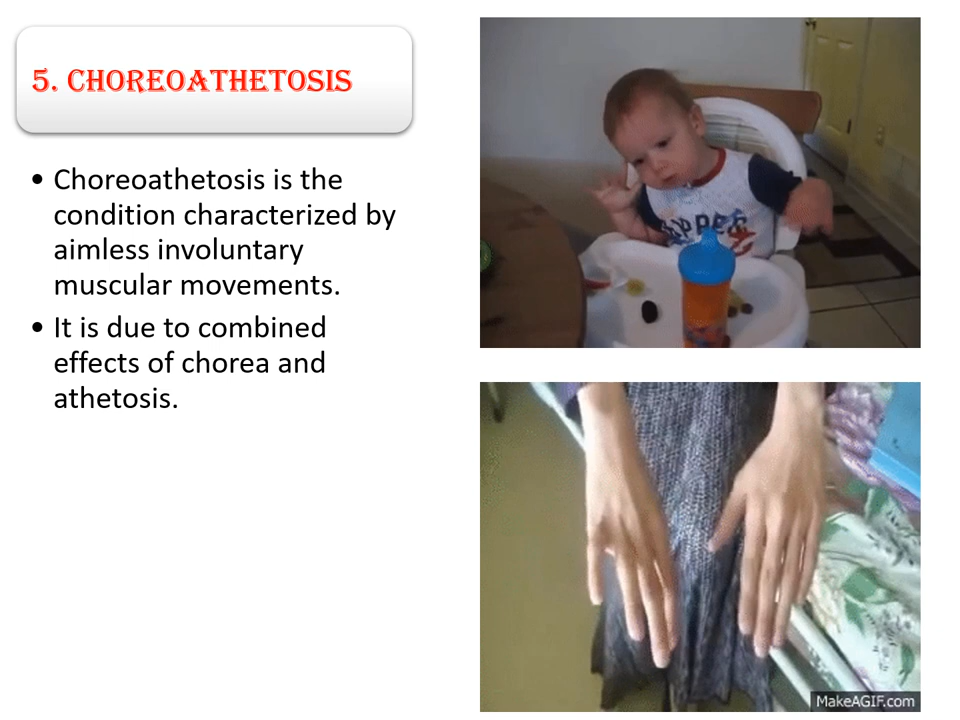 5. CHOREOATHETOSIS
• Choreoathetosis is the
condition characterized by
aimless involuntary
muscular movements.
• It is due to combined
effects of chorea and
athetosis.
MakeAGIF.com